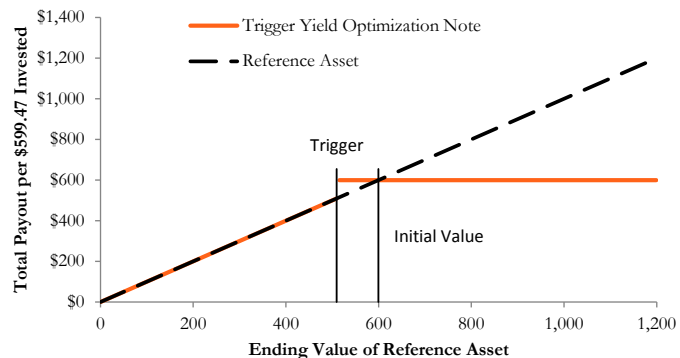 $1,400
$1,200
$1,000
$800
$600
$400
$200
$0
Total Payout per $599.47 Invested
Trigger Yield Optimization Note
Reference Asset
Trigger
Initial Value
0
200
400
600
800
1,000
1,200
Ending Value of Reference Asset